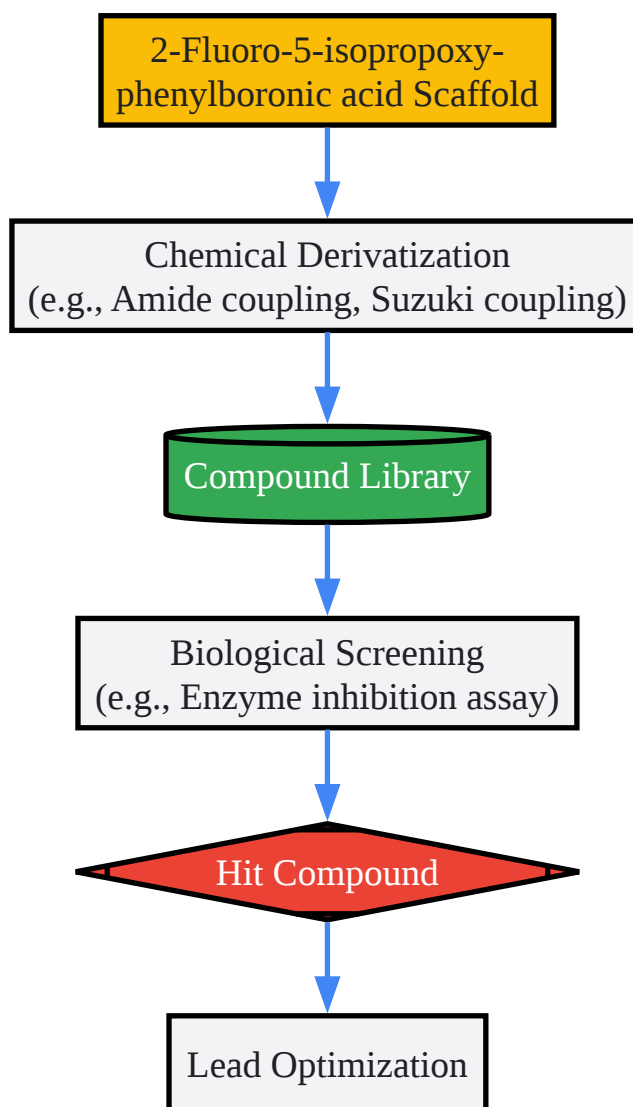 2-Fluoro-5-isopropoxy-
phenylboronic acid Scaffold
Chemical Derivatization
(e.g., Amide coupling, Suzuki coupling)
Compound Library
Biological Screening
(e.g., Enzyme inhibition assay)
Hit Compound
Lead Optimization